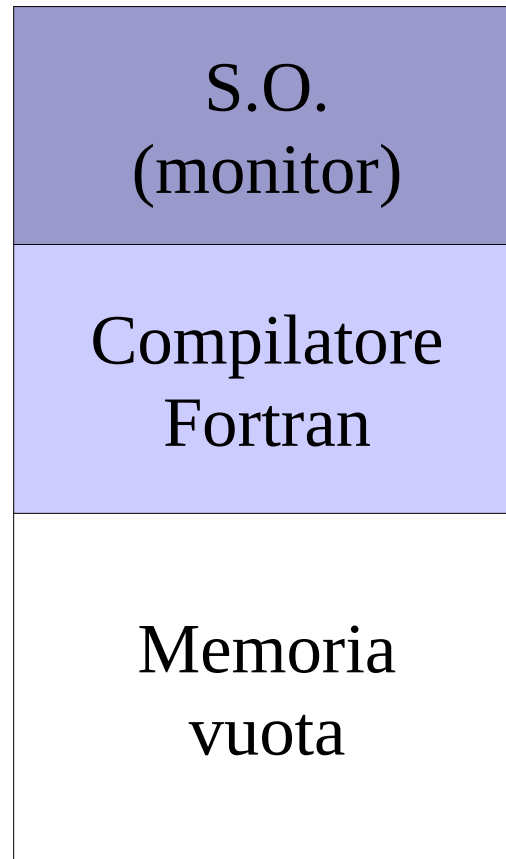 S.O.
(monitor)
Compilatore
Fortran
Memoria
vuota